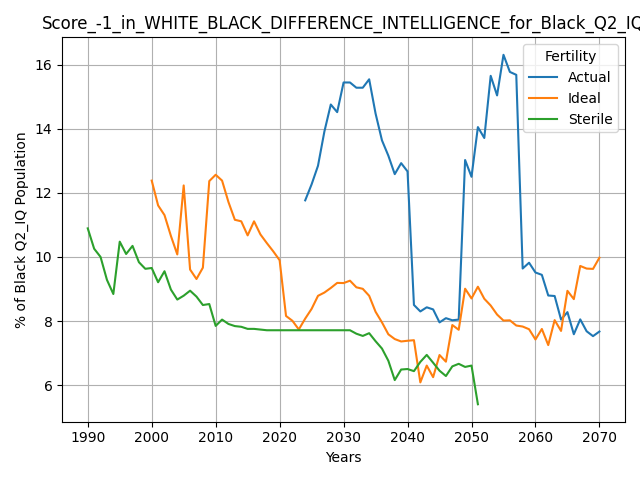 Score_-1_in_WHITE_BLACK_DIFFERENCE_INTELLIGENCE_for_Black_Q2_IQ
Fertility
Actual
Ideal
Sterile
% of Black Q2_IQ Population
16
14
12
10
8
6
1990 2000 2010 2020 2030 2040 2050 2060 2070
Years